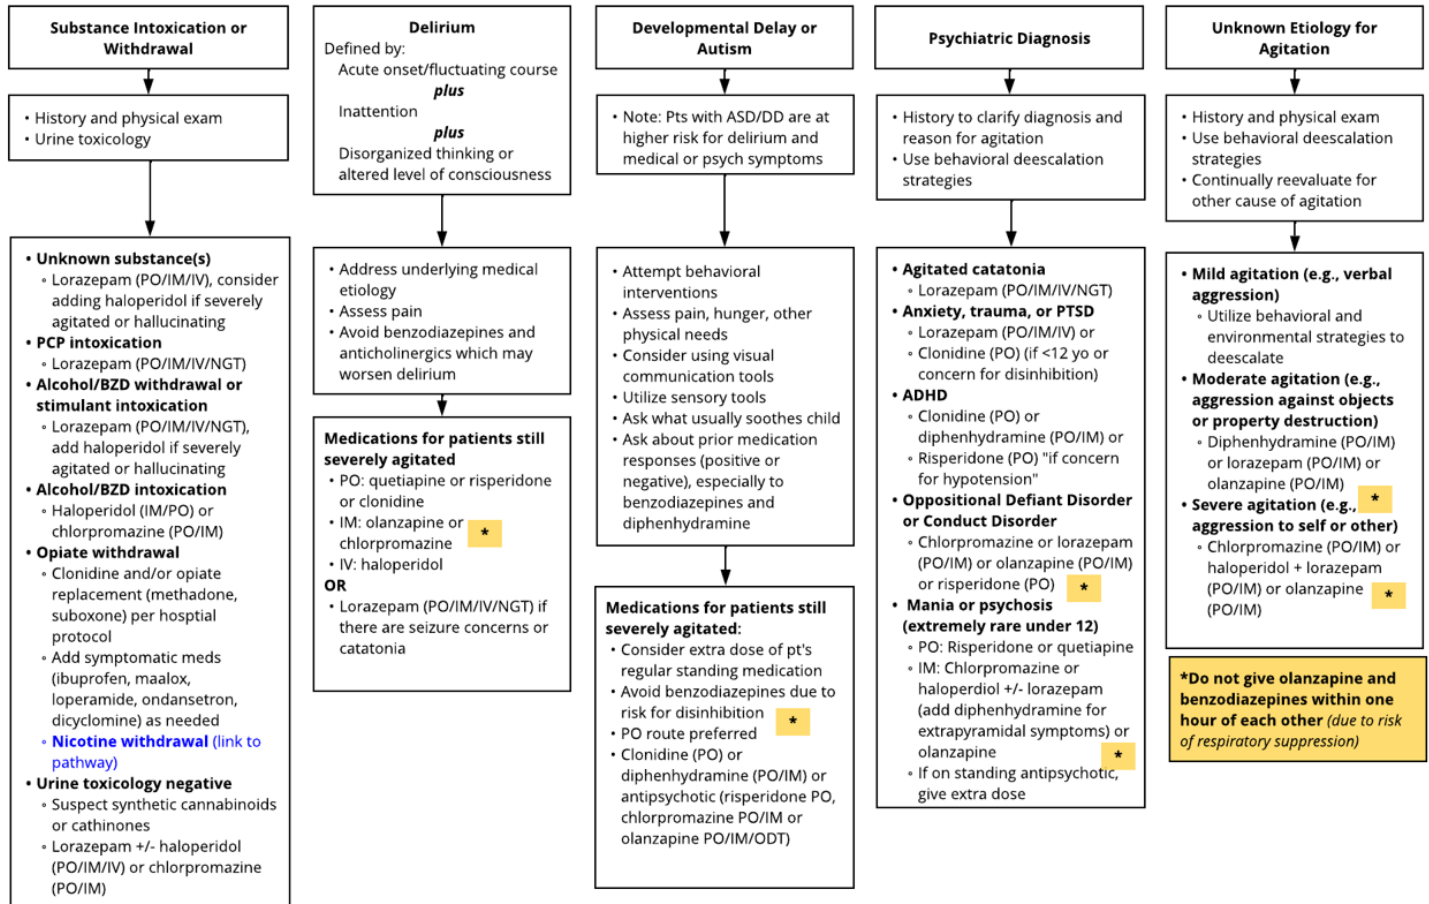 Substance Intoxication or
Withdrawal
• History and physical exam
• Urine toxicology
• Unknown substance(s)
◦ Lorazepam (PO/IM/IV), consider
adding haloperidol if severely
agitated or hallucinating
• PCP intoxication
◦ Lorazepam (PO/IM/IV/NGT)
• Alcohol/BZD withdrawal or
stimulant intoxication
◦ Lorazepam (PO/IM/IV/NGT),
add haloperidol if severely
agitated or hallucinating
• Alcohol/BZD intoxication
◦ Haloperidol (IM/PO) or
chlorpromazine (PO/IM)
• Opiate withdrawal
◦ Clonidine and/or opiate
replacement (methadone,
suboxone) per hosptial
protocol
◦ Add symptomatic meds
(ibuprofen, maalox,
loperamide, ondansetron,
dicyclomine) as needed
◦ Nicotine withdrawal (link to
pathway)
• Urine toxicology negative
◦ Suspect synthetic cannabinoids
or cathinones
◦ Lorazepam +/- haloperidol
(PO/IM/IV) or chlorpromazine
(PO/IM)
Delirium
Defined by:
Acute onset/fluctuating course
plus
Inattention
plus
Disorganized thinking or
altered level of consciousness
• Address underlying medical
etiology
• Assess pain
• Avoid benzodiazepines and
anticholinergics which may
worsen delirium
Medications for patients still
severely agitated
• PO: quetiapine or risperidone
or clonidine
• IM: olanzapine or
chlorpromazine *
• IV: haloperidol
OR
• Lorazepam (PO/IM/IV/NGT) if
there are seizure concerns or
catatonia
Developmental Delay or
Autism
• Note: Pts with ASD/DD are at
higher risk for delirium and
medical or psych symptoms
• Attempt behavioral
interventions
• Assess pain, hunger, other
physical needs
• Consider using visual
communication tools
• Utilize sensory tools
• Ask what usually soothes child
• Ask about prior medication
responses (positive or
negative), especially to
benzodiazepines and
diphenhydramine
Medications for patients still
severely agitated:
• Consider extra dose of pt's
regular standing medication
• Avoid benzodiazepines due to
risk for disinhibition *
• PO route preferred
• Clonidine (PO) or
diphenhydramine (PO/IM) or
antipsychotic (risperidone PO,
chlorpromazine PO/IM or
olanzapine PO/IM/ODT)
Psychiatric Diagnosis
• History to clarify diagnosis and
reason for agitation
• Use behavioral deescalation
strategies
• Agitated catatonia
◦ Lorazepam (PO/IM/IV/NGT)
• Anxiety, trauma, or PTSD
◦ Lorazepam (PO/IM/IV) or
◦ Clonidine (PO) (if <12 yo or
concern for disinhibition)
• ADHD
◦ Clonidine (PO) or
diphenhydramine (PO/IM) or
◦ Risperidone (PO) "if concern
for hypotension"
• Oppositional Defiant Disorder
or Conduct Disorder
◦ Chlorpromazine or lorazepam
(PO/IM) or olanzapine (PO/IM)
or risperidone (PO) *
• Mania or psychosis
(extremely rare under 12)
◦ PO: Risperidone or quetiapine
◦ IM: Chlorpromazine or
haloperdiol +/- lorazepam
(add diphenhydramine for
extrapyramidal symptoms) or
olanzapine *
◦ If on standing antipsychotic,
give extra dose
Unknown Etiology for
Agitation
• History and physical exam
• Use behavioral deescalation
strategies
• Continually reevaluate for
other cause of agitation
• Mild agitation (e.g., verbal
aggression)
◦ Utilize behavioral and
environmental strategies to
deescalate
• Moderate agitation (e.g.,
aggression against objects
or property destruction)
◦ Diphenhydramine (PO/IM)
or lorazepam (PO/IM) or
olanzapine (PO/IM) *
• Severe agitation (e.g.,
aggression to self or other)
◦ Chlorpromazine (PO/IM) or
haloperidol + lorazepam
(PO/IM) or olanzapine *
(PO/IM)
*Do not give olanzapine and
benzodiazepines within one
hour of each other (due to risk
of respiratory suppression)